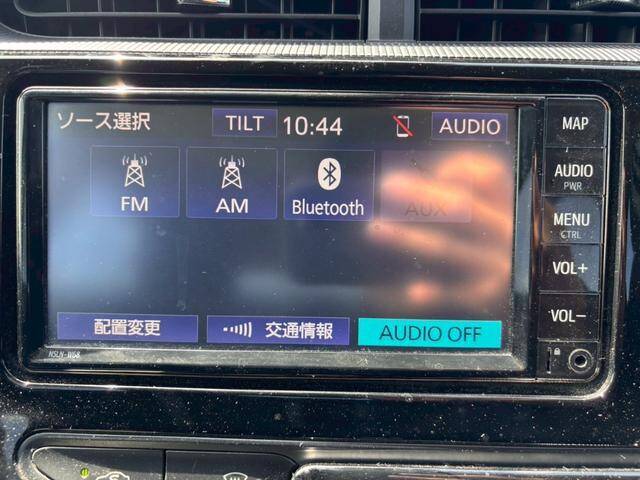 ソース選択 TILT 10:44 AUDIO
FM AM Bluetooth AUX
配置変更 交通情報 AUDIO OFF
NSLN-W68
MAP
AUDIO
PWR
MENU
CTRL
VOL+
VOL−